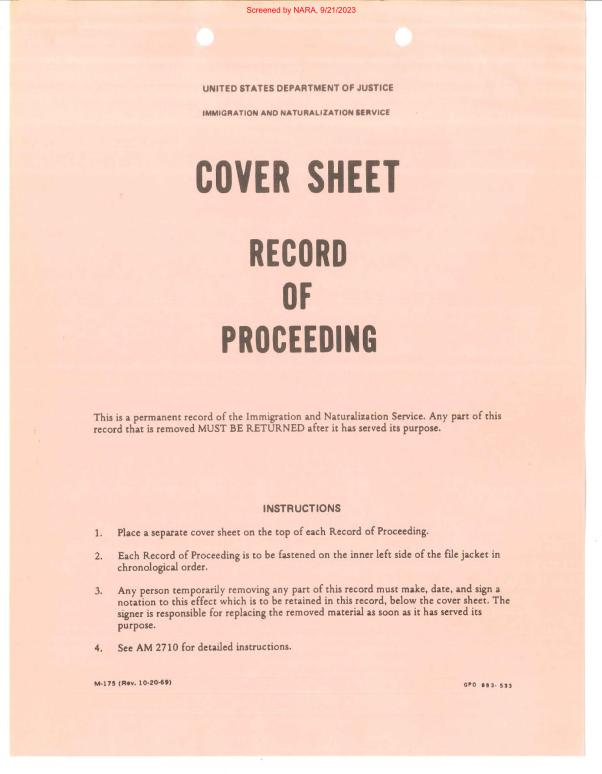 Screened by NARA, 9/21/2023
UNITED STATES DEPARTMENT OF JUSTICE
IMMIGRATION AND NATURALIZATION SERVICE
COVER SHEET
RECORD
OF
PROCEEDING
This is a permanent record of the Immigration and Naturalization Service. Any part of this
record that is removed MUST BE RETURNED after it has served its purpose.
INSTRUCTIONS
1. Place a separate cover sheet on the top of each Record of Proceeding.
2. Each Record of Proceeding is to be fastened on the inner left side of the file jacket in
chronological order.
3. Any person temporarily removing any part of this record must make, date, and sign a
notation to this effect which is to be retained in this record, below the cover sheet. The
signer is responsible for replacing the removed material as soon as it has served its
purpose.
4. See AM 2710 for detailed instructions.
M-175 (Rev. 10-20-69)
GPO 883-533